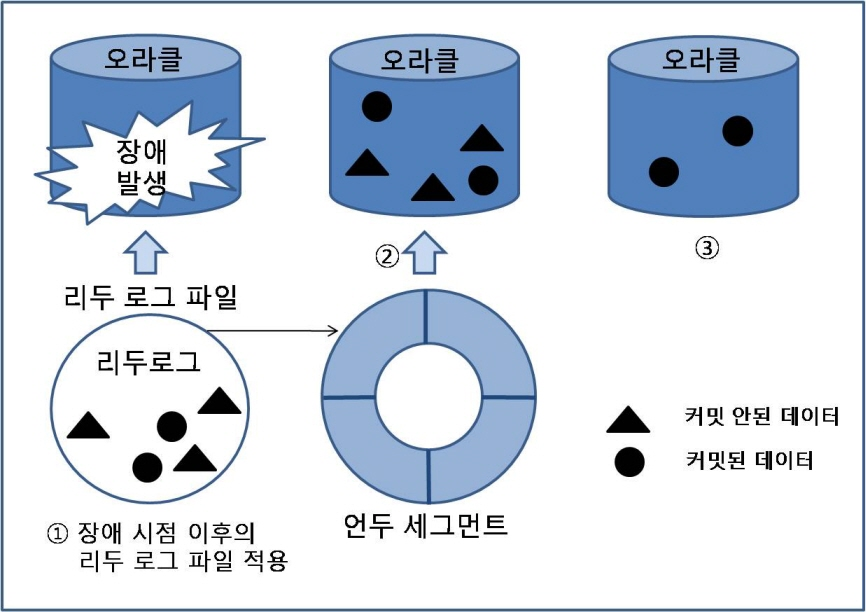 오라클
장애
발생
오라클
오라클
②
③
리두 로그 파일
리두로그
① 장애 시점 이후의
리두 로그 파일 적용
언두 세그먼트
커밋 안된 데이터
커밋된 데이터